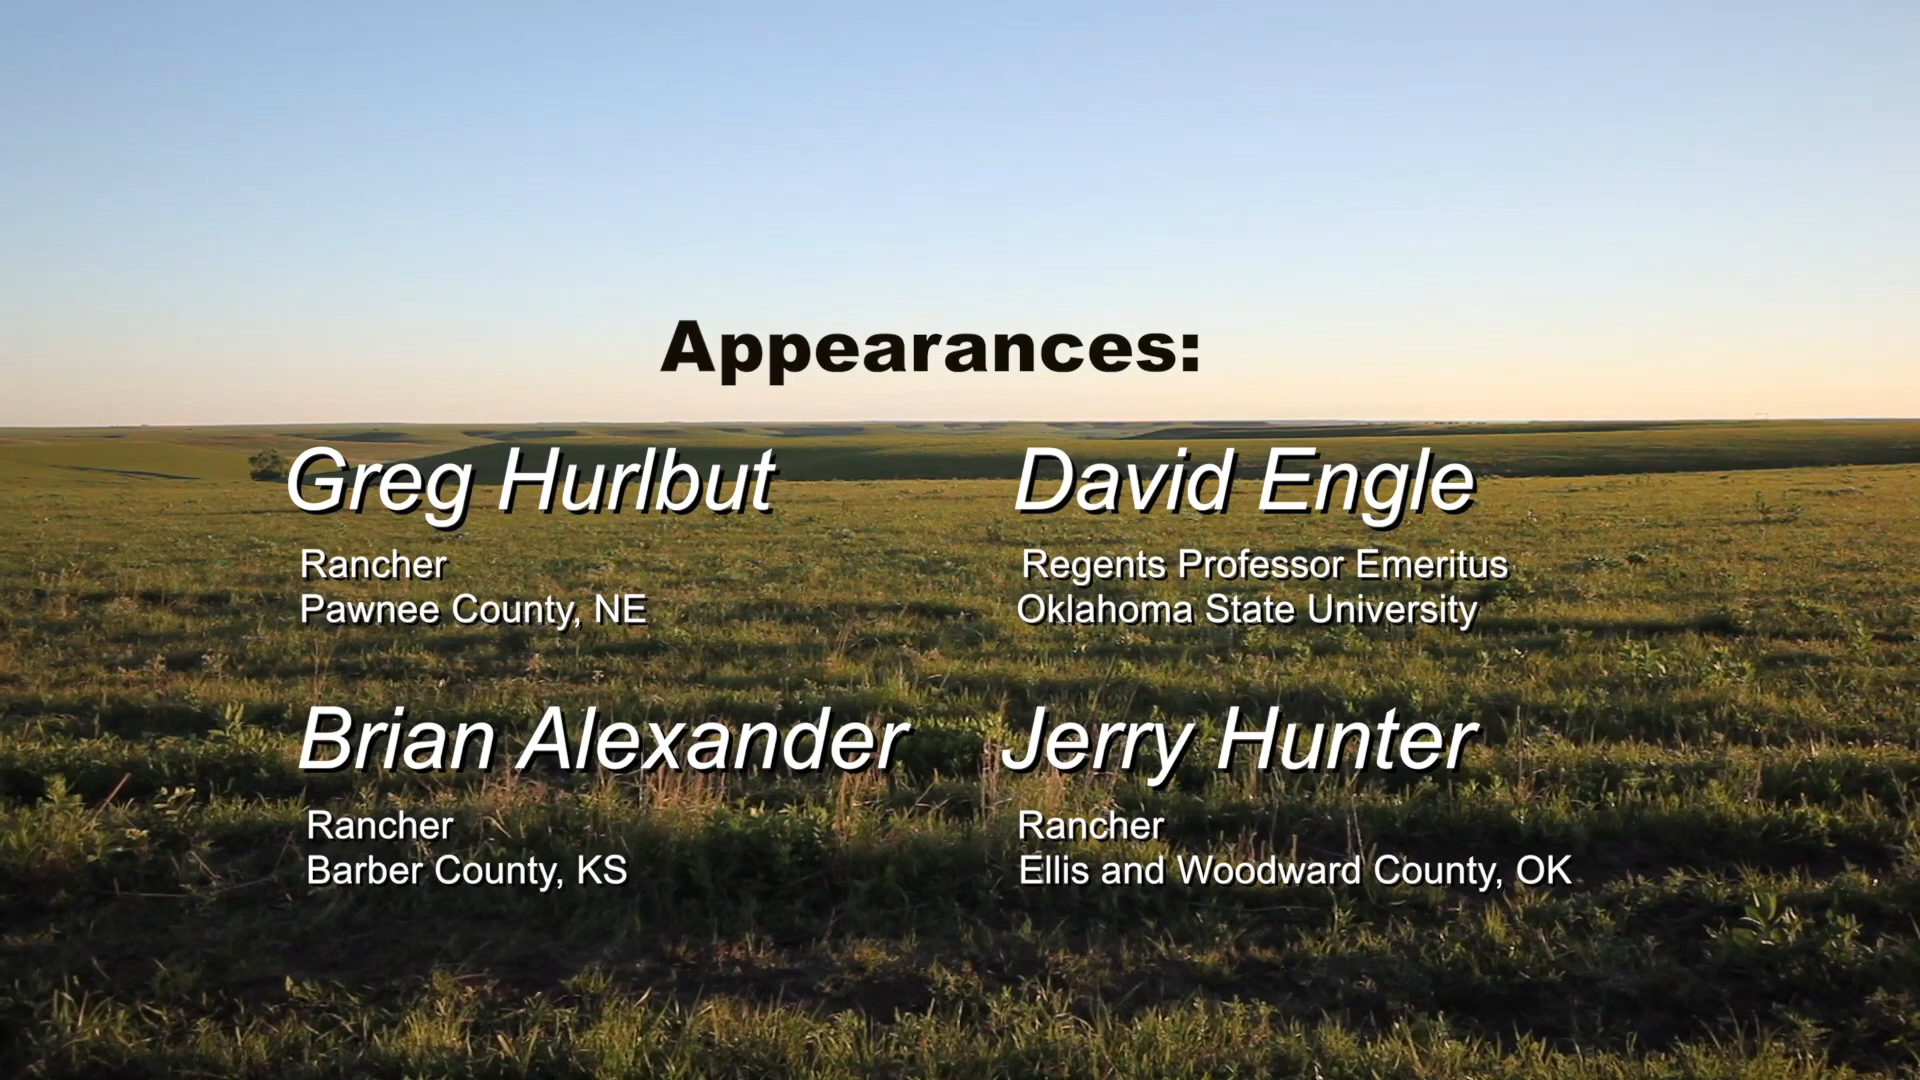 Appearances:
Greg Hurlbut
Rancher
Pawnee County, NE
David Engle
Regents Professor Emeritus
Oklahoma State University
Brian Alexander
Rancher
Barber County, KS
Jerry Hunter
Rancher
Ellis and Woodward County, OK